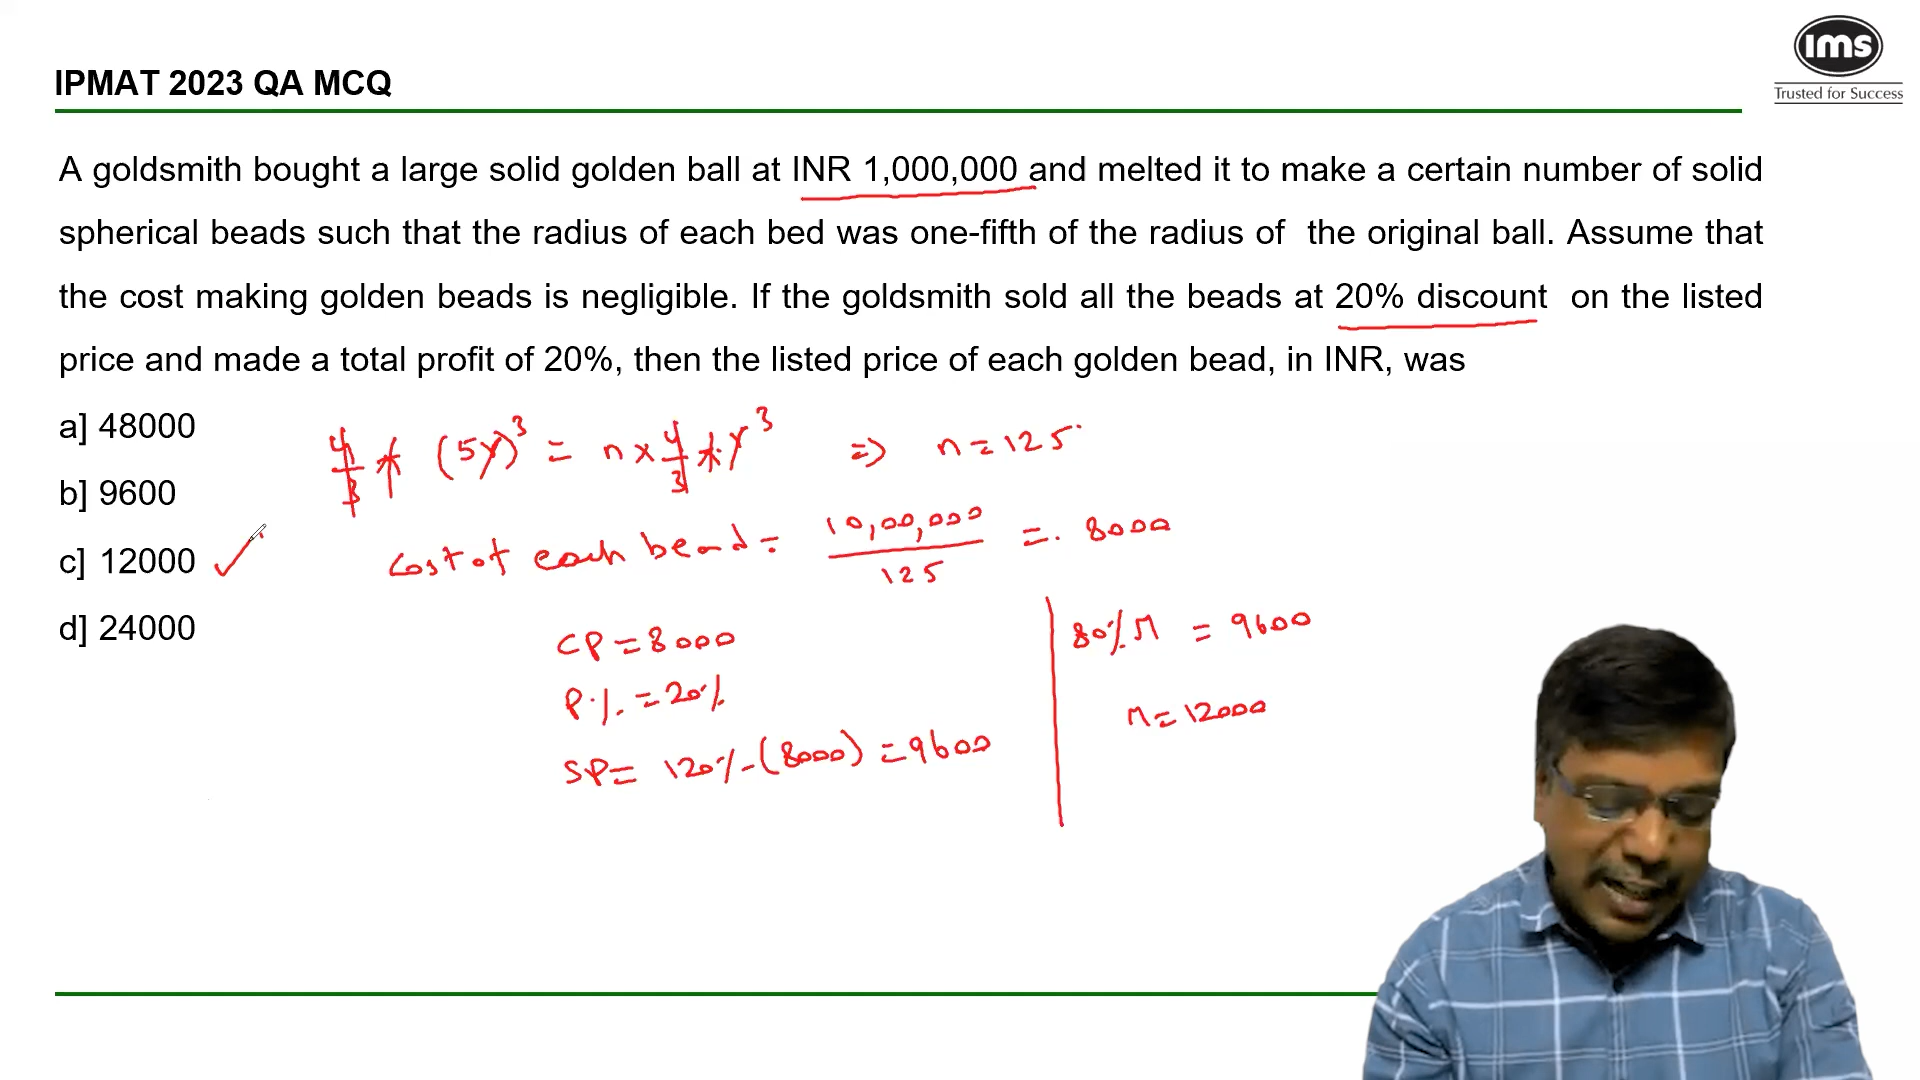 ims
Trusted for Success
IPMAT 2023 QA MCQ
A goldsmith bought a large solid golden ball at INR 1,000,000 and melted it to make a certain number of solid
spherical beads such that the radius of each bed was one-fifth of the radius of the original ball. Assume that
the cost making golden beads is negligible. If the goldsmith sold all the beads at 20% discount on the listed
price and made a total profit of 20%, then the listed price of each golden bead, in INR, was
a] 48000
b] 9600
c] 12000
d] 24000
4/3 π (5r)³ = n × 4/3 π r³ ⇒ n = 125
Cost of each bead = 10,00,000 / 125 = 8000
CP = 8000
P% = 20%
SP = 120% (8000) = 9600
80% M = 9600
M = 12000